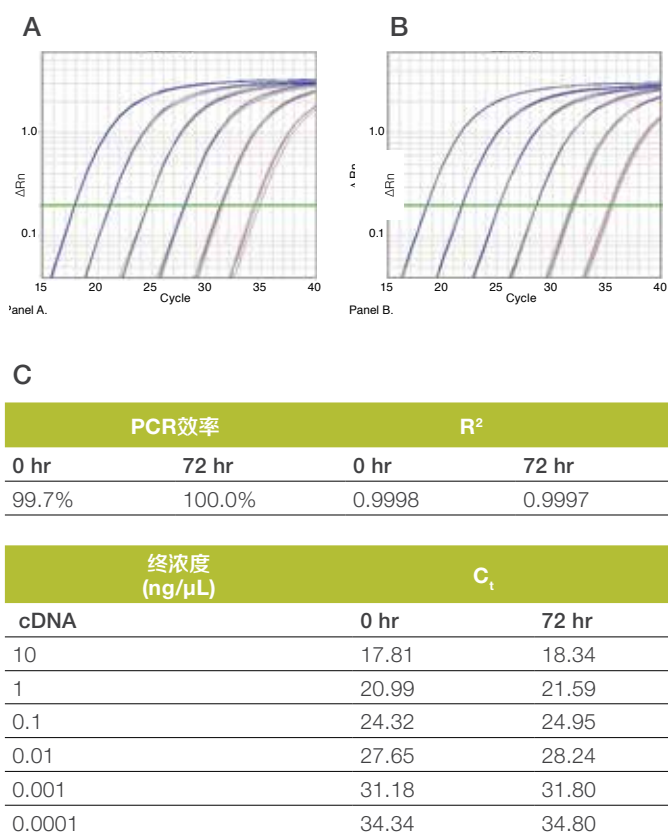 A
B
1.0
ΔRn
0.1
15 20 25 30 35 40
Cycle
Panel A.
1.0
ΔRn
0.1
15 20 25 30 35 40
Cycle
Panel B.
C
PCR效率 R²
0 hr 72 hr 0 hr 72 hr
99.7% 100.0% 0.9998 0.9997
终浓度
(ng/µL) Cₜ
cDNA 0 hr 72 hr
10 17.81 18.34
1 20.99 21.59
0.1 24.32 24.95
0.01 27.65 28.24
0.001 31.18 31.80
0.0001 34.34 34.80